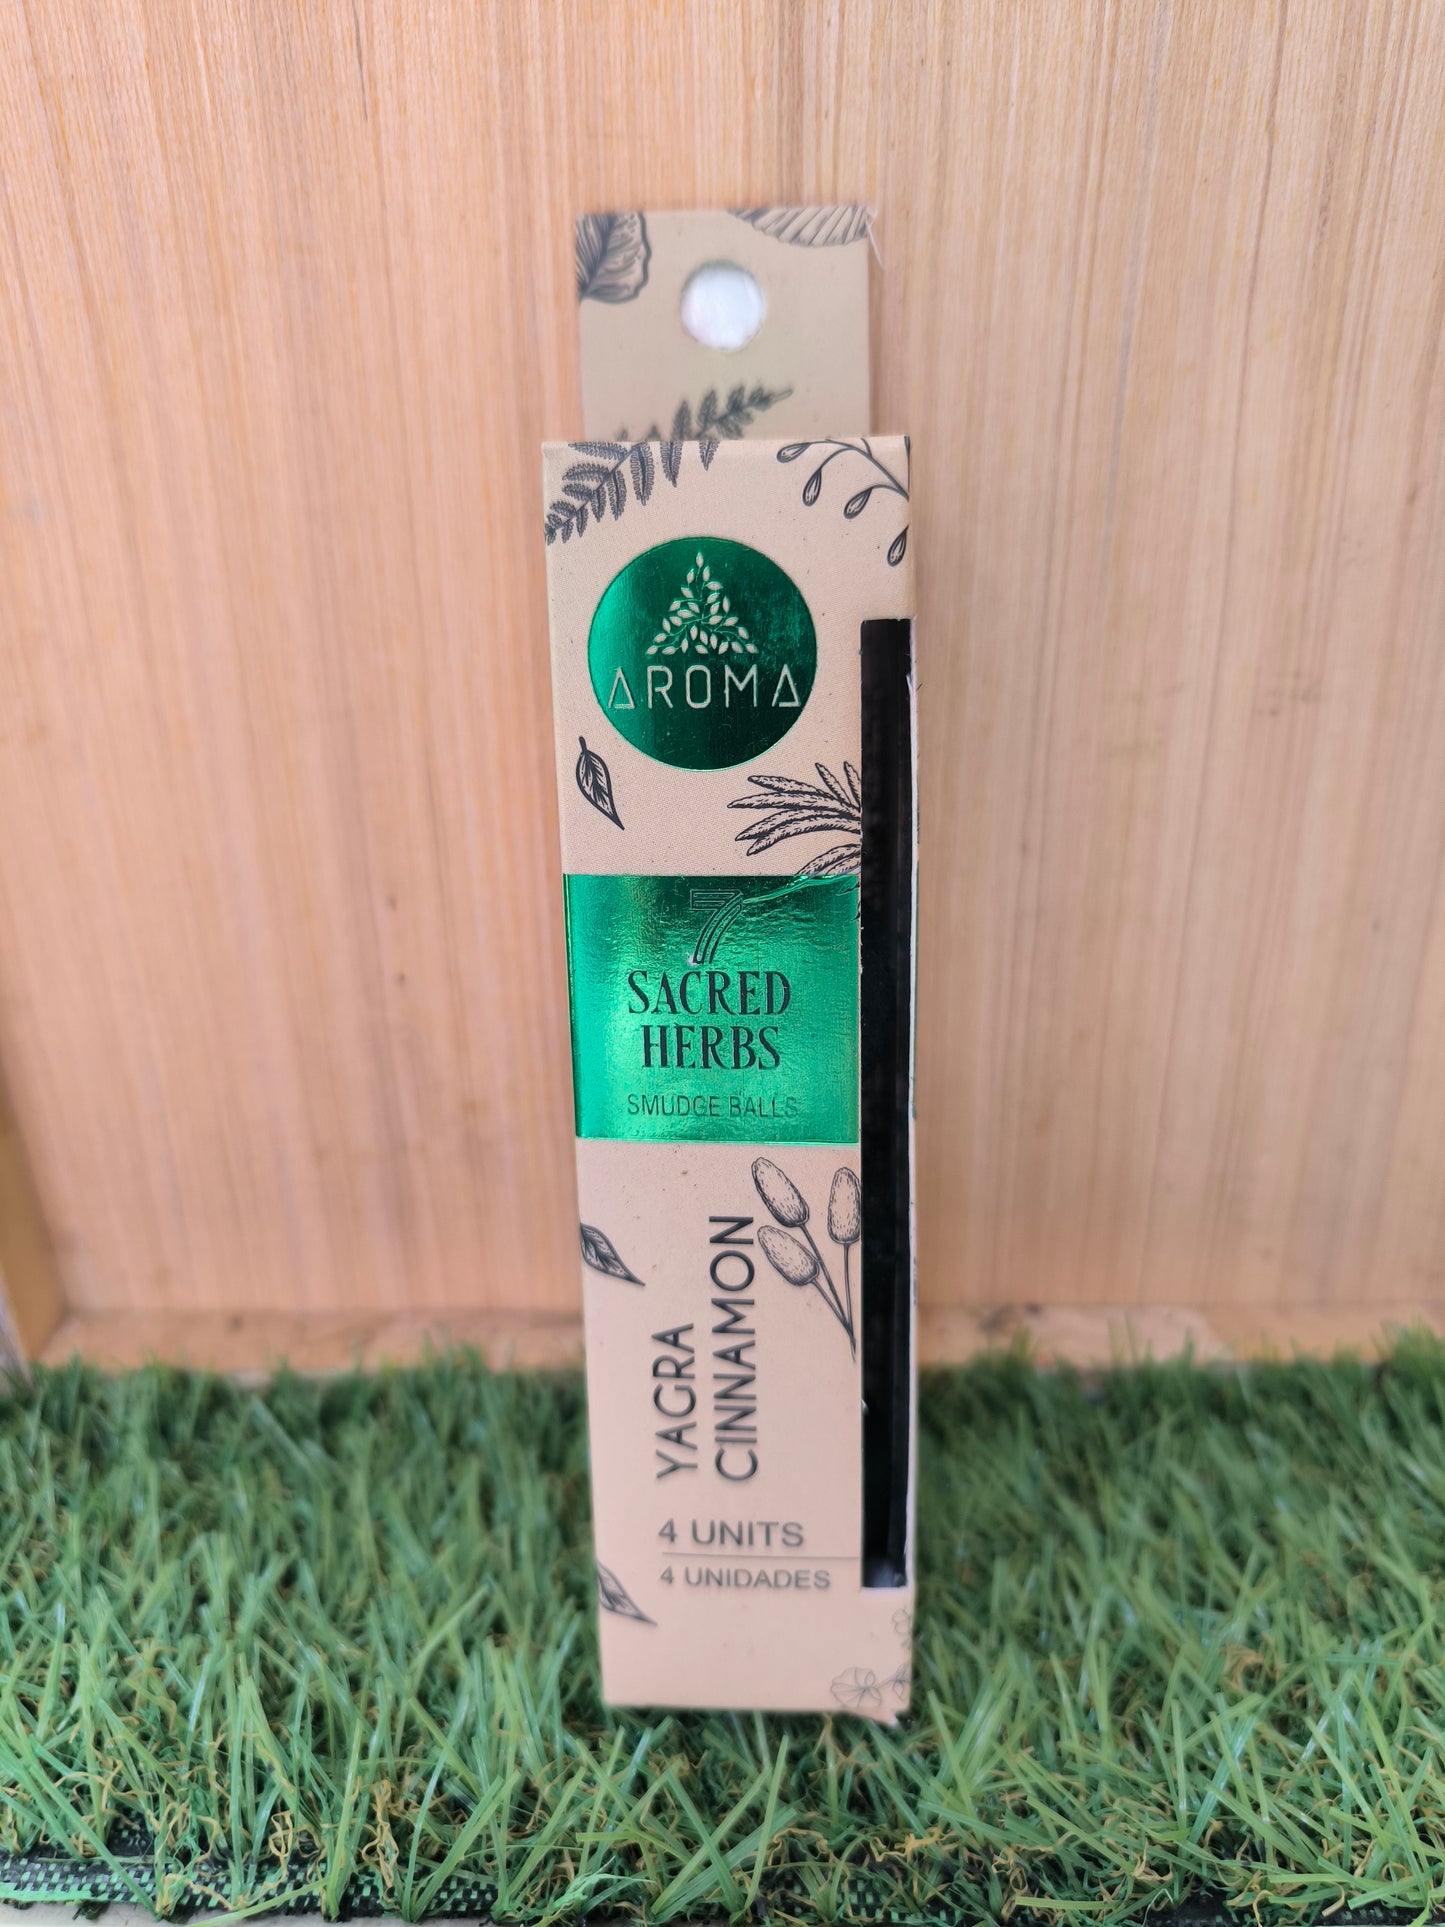 AROMA
7
SACRED
HERBS
SMUDGE BALLS
YAGRA
CINNAMON
4 UNITS
4 UNIDADES